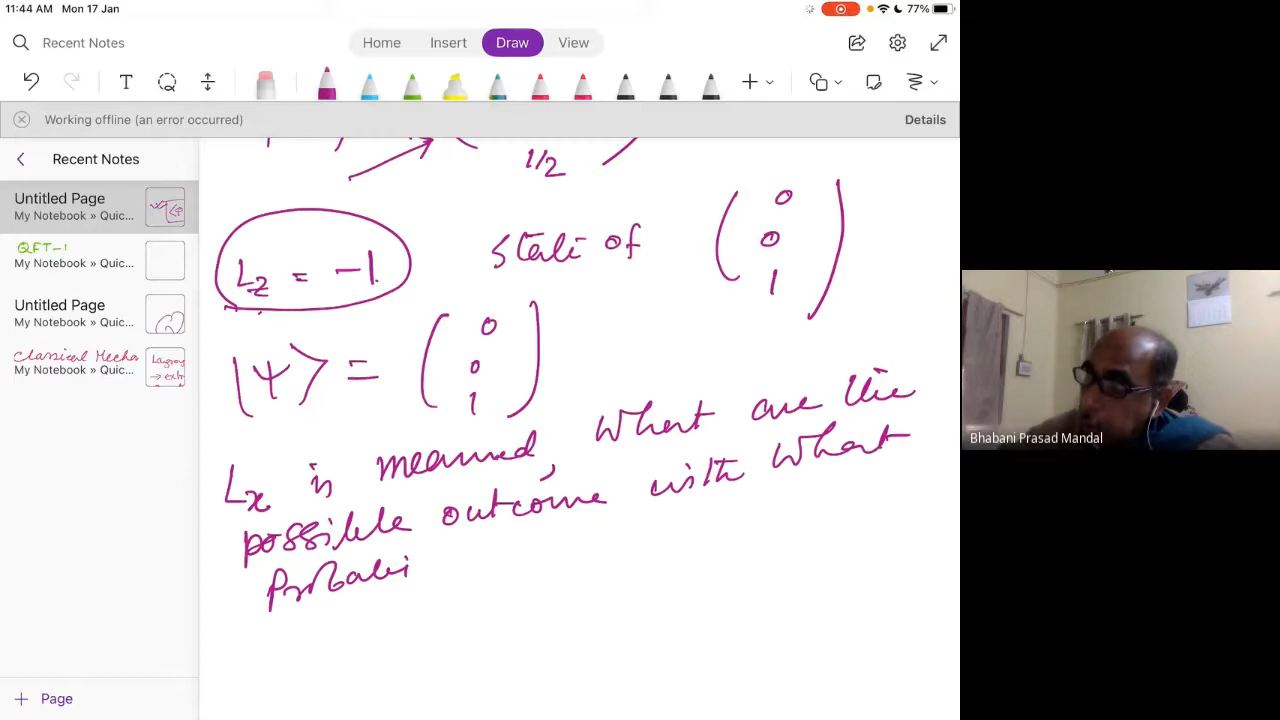 11:44 AM Mon 17 Jan
77%
Recent Notes
Home Insert Draw View
Working offline (an error occurred)
Details
Recent Notes
Untitled Page
My Notebook » Quic...
QFT-1
My Notebook » Quic...
Untitled Page
My Notebook » Quic...
Classical Mecha
My Notebook » Quic...
Page
1/2
Lz = -1
state of
0
0
1
|ψ⟩ =
0
0
1
Lx is measured, What are the
possible outcome with what
Probabi
Bhabani Prasad Mandal